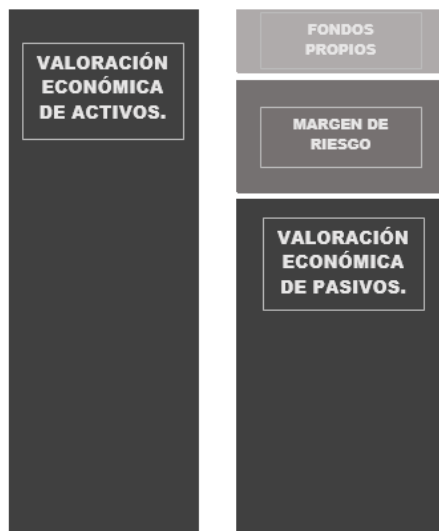 VALORACIÓN
ECONÓMICA
DE ACTIVOS.
FONDOS
PROPIOS
MARGEN DE
RIESGO
VALORACIÓN
ECONÓMICA
DE PASIVOS.